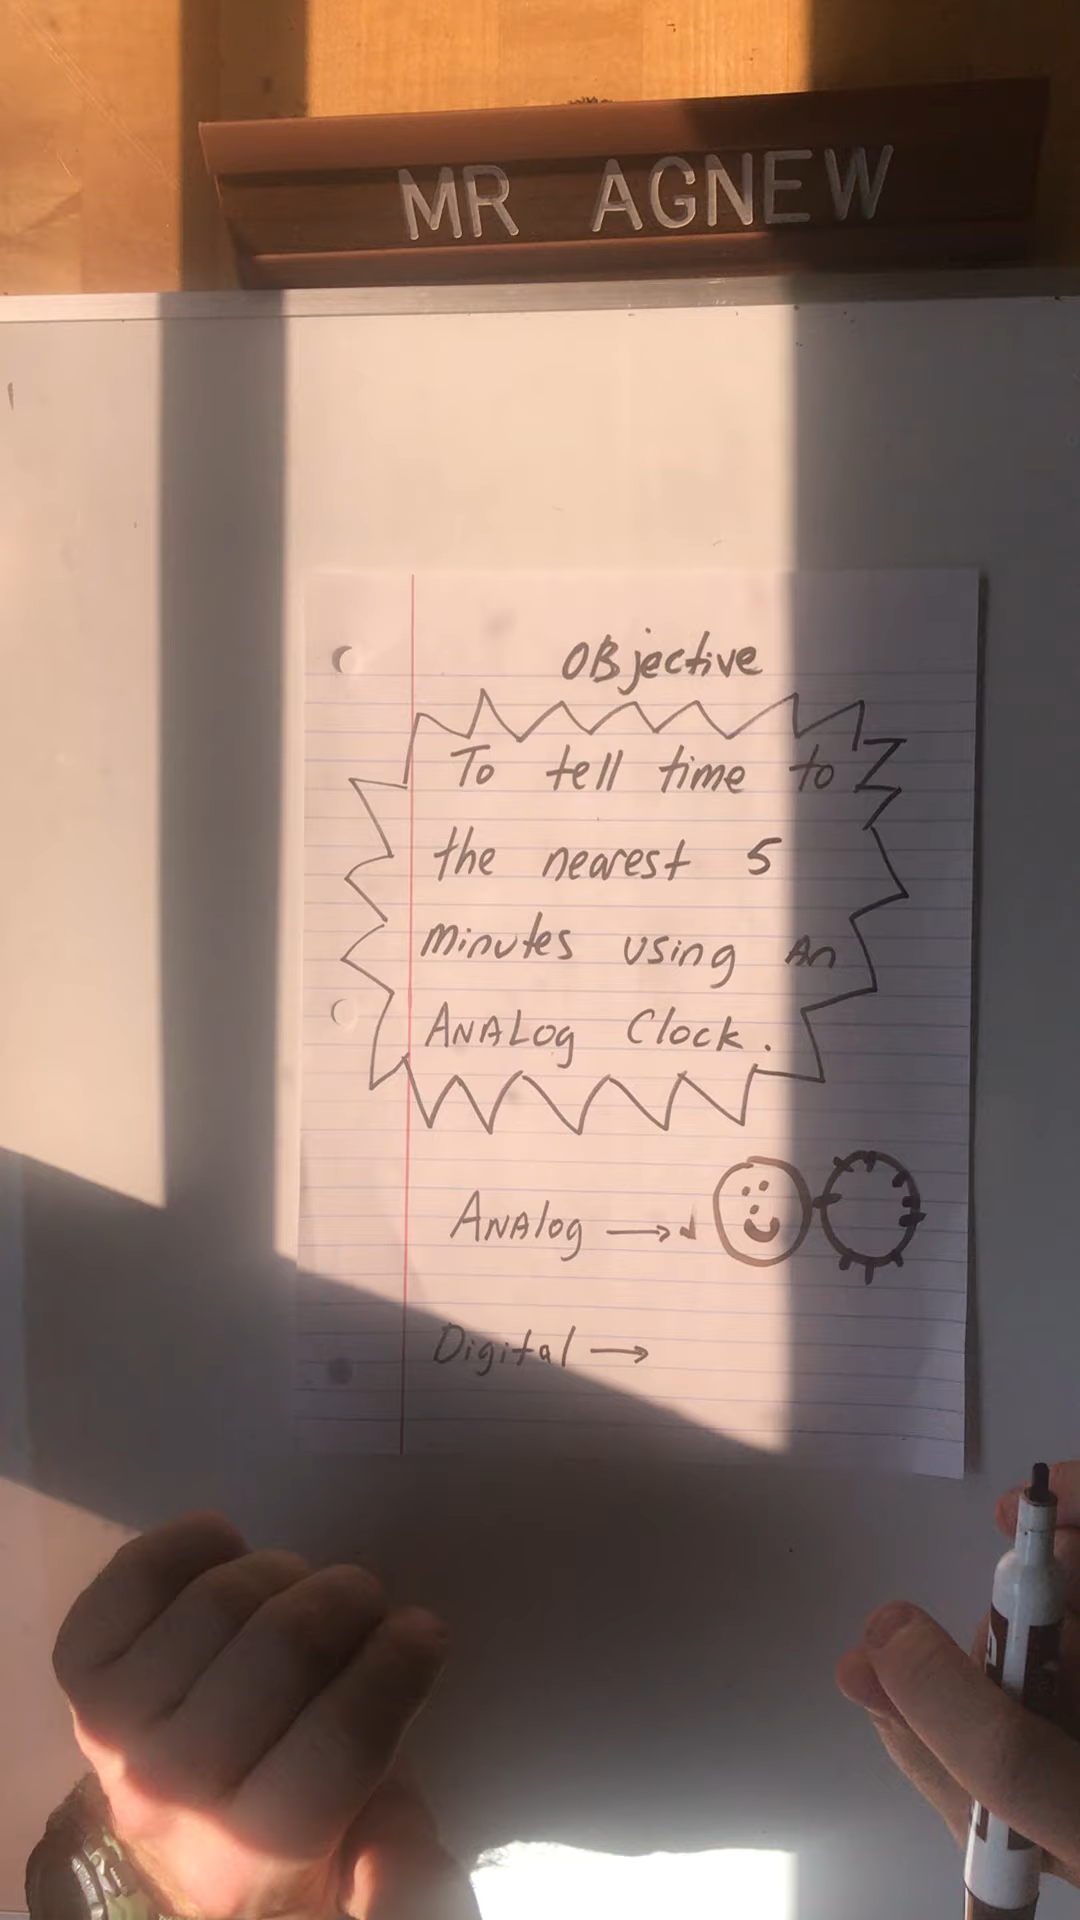 MR AGNEW
OBjective
To tell time to
the nearest 5
minutes using An
ANALog Clock.
ANAlog →
Digital →